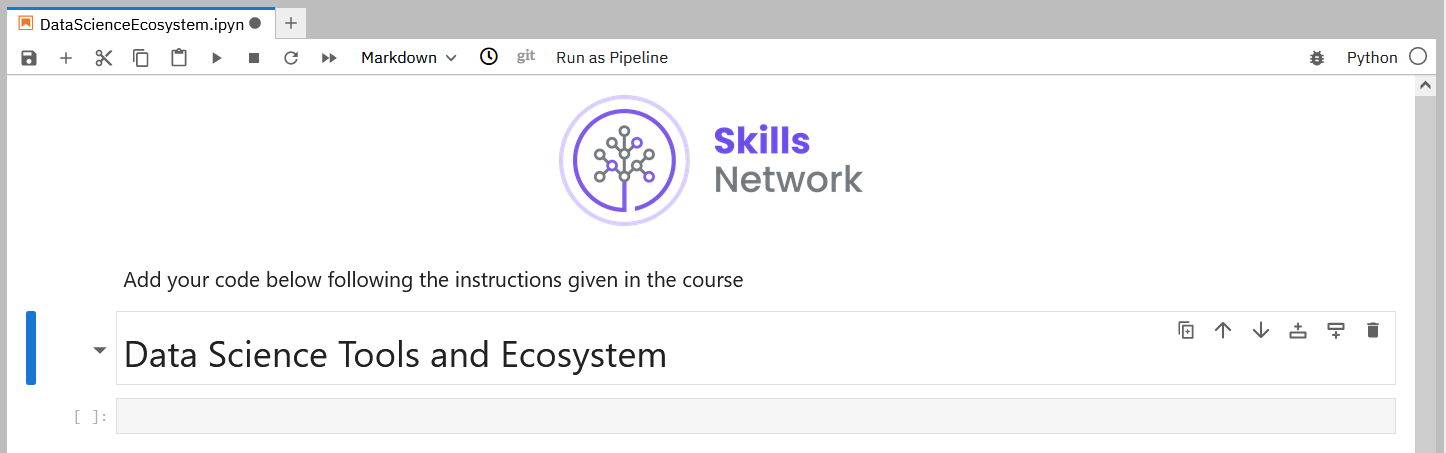 DataScienceEcosystem.ipyn
Markdown
git
Run as Pipeline
Python
Skills
Network
Add your code below following the instructions given in the course
Data Science Tools and Ecosystem
[ ]: